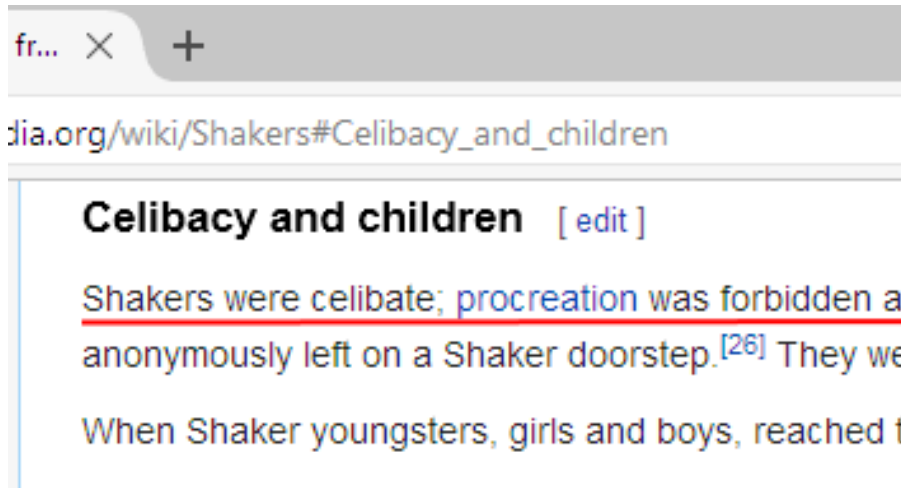 fr...
dia.org/wiki/Shakers#Celibacy_and_children
Celibacy and children [ edit ]
Shakers were celibate; procreation was forbidden a
anonymously left on a Shaker doorstep.[26] They we
When Shaker youngsters, girls and boys, reached t